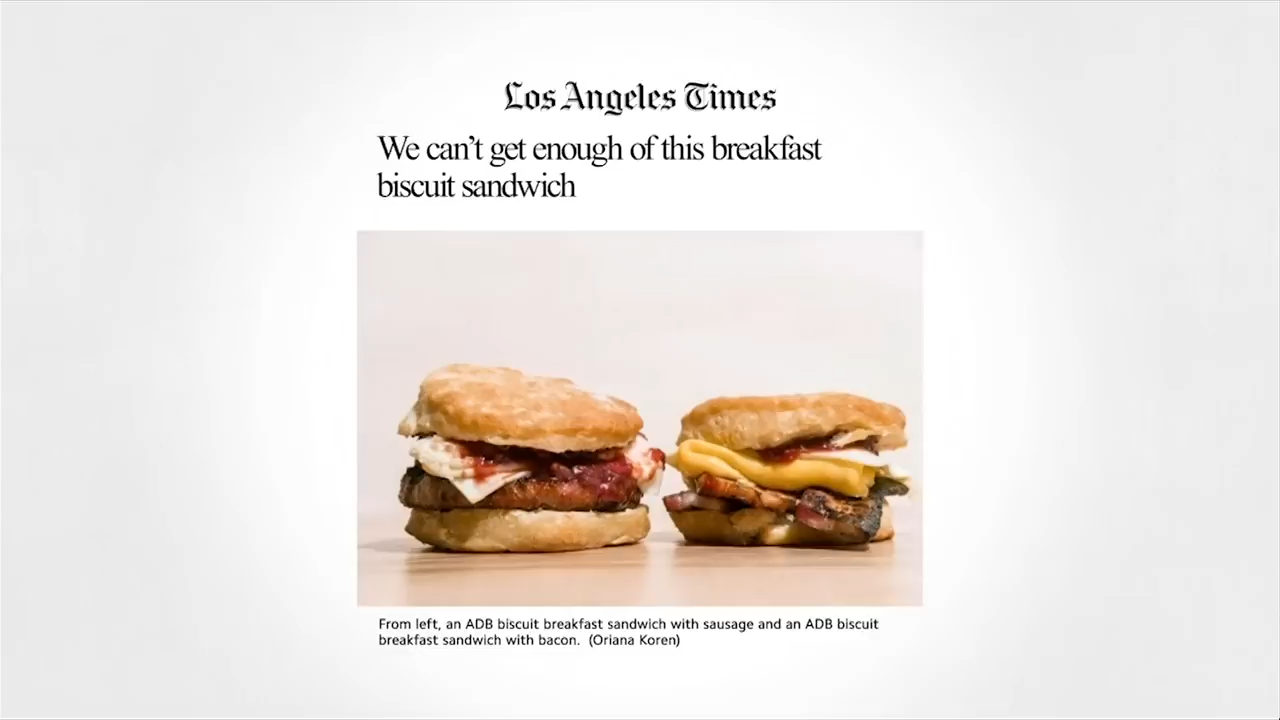 Los Angeles Times
We can't get enough of this breakfast
biscuit sandwich
From left, an ADB biscuit breakfast sandwich with sausage and an ADB biscuit
breakfast sandwich with bacon. (Oriana Koren)